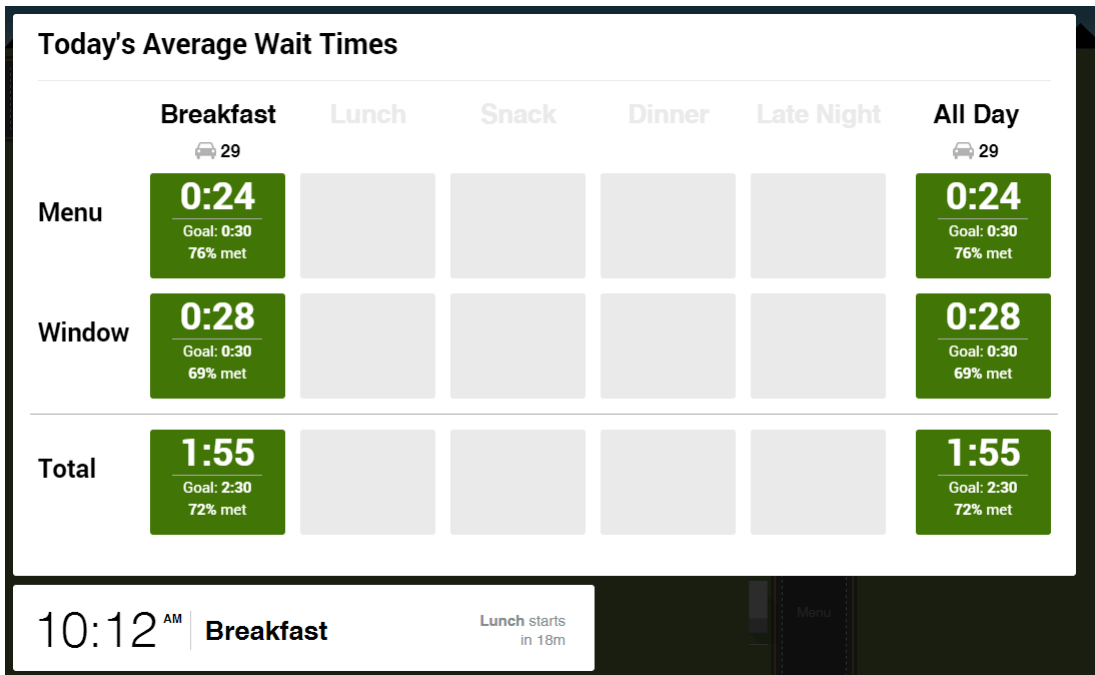 Today's Average Wait Times
Breakfast Lunch Snack Dinner Late Night All Day
29 29
Menu 0:24 0:24
Goal: 0:30 Goal: 0:30
76% met 76% met
Window 0:28 0:28
Goal: 0:30 Goal: 0:30
69% met 69% met
Total 1:55 1:55
Goal: 2:30 Goal: 2:30
72% met 72% met
10:12 AM Breakfast Lunch starts
in 18m
Menu